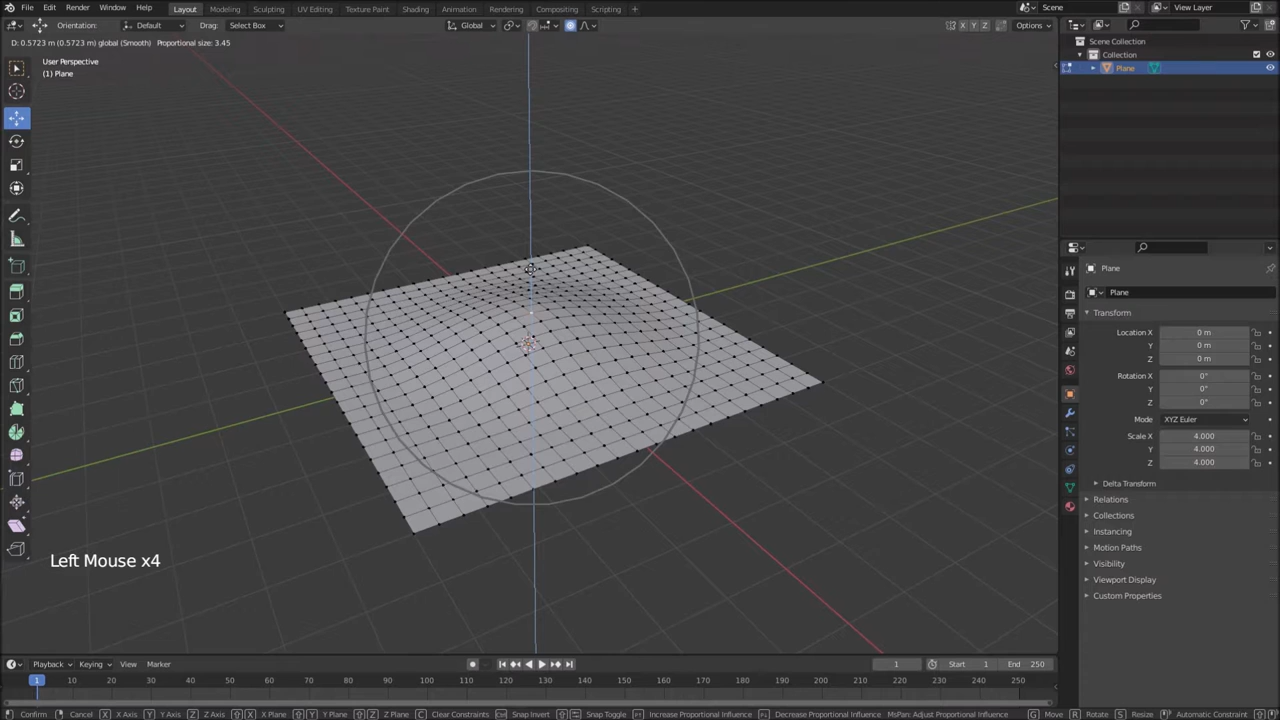 File Edit Render Window Help Layout Modeling Sculpting UV Editing Texture Paint Shading Animation Rendering Compositing Scripting + Scene View Layer
Orientation: Default Drag: Select Box Global X Y Z Options
D: 0.5723 m (0.5723 m) global (Smooth) Proportional size: 3.45
User Perspective
(1) Plane
Scene Collection
Collection
Plane
Plane
Plane
Transform
Location X 0 m
Y 0 m
Z 0 m
Rotation X 0°
Y 0°
Z 0°
Mode XYZ Euler
Scale X 4.000
Y 4.000
Z 4.000
Delta Transform
Relations
Collections
Instancing
Motion Paths
Visibility
Viewport Display
Custom Properties
Left Mouse x4
Playback Keying View Marker 1 Start 1 End 250
1 10 20 30 40 50 60 70 80 90 100 110 120 130 140 150 160 170 180 190 200 210 220 230 240 250
Confirm Cancel X X Axis Y Y Axis Z Z Axis X X Plane Y Y Plane Z Z Plane C Clear Constraints Snap Invert Snap Toggle Increase Proportional Influence Decrease Proportional Influence MsPan: Adjust Proportional Influence G Move R Rotate S Resize Automatic Constraint